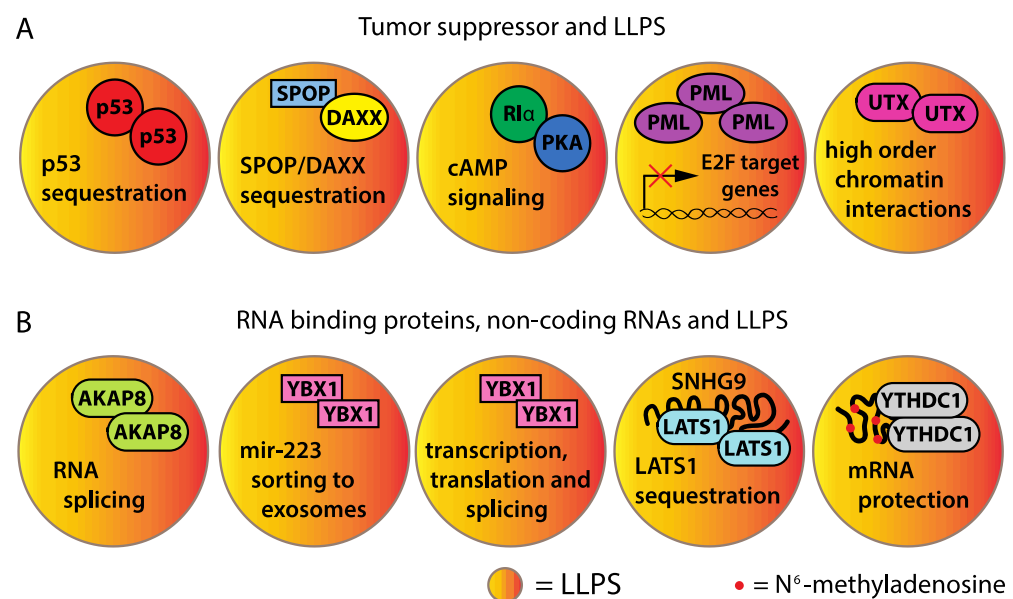 A
Tumor suppressor and LLPS
p53
p53
p53
sequestration
SPOP
DAXX
SPOP/DAXX
sequestration
RIα
PKA
cAMP
signaling
PML
PML
PML
E2F target
genes
UTX
UTX
high order
chromatin
interactions
B
RNA binding proteins, non-coding RNAs and LLPS
AKAP8
AKAP8
RNA
splicing
YBX1
YBX1
mir-223
sorting to
exosomes
YBX1
YBX1
transcription,
translation and
splicing
SNHG9
LATS1
LATS1
LATS1
sequestration
YTHDC1
YTHDC1
mRNA
protection
= LLPS
= N⁶-methyladenosine